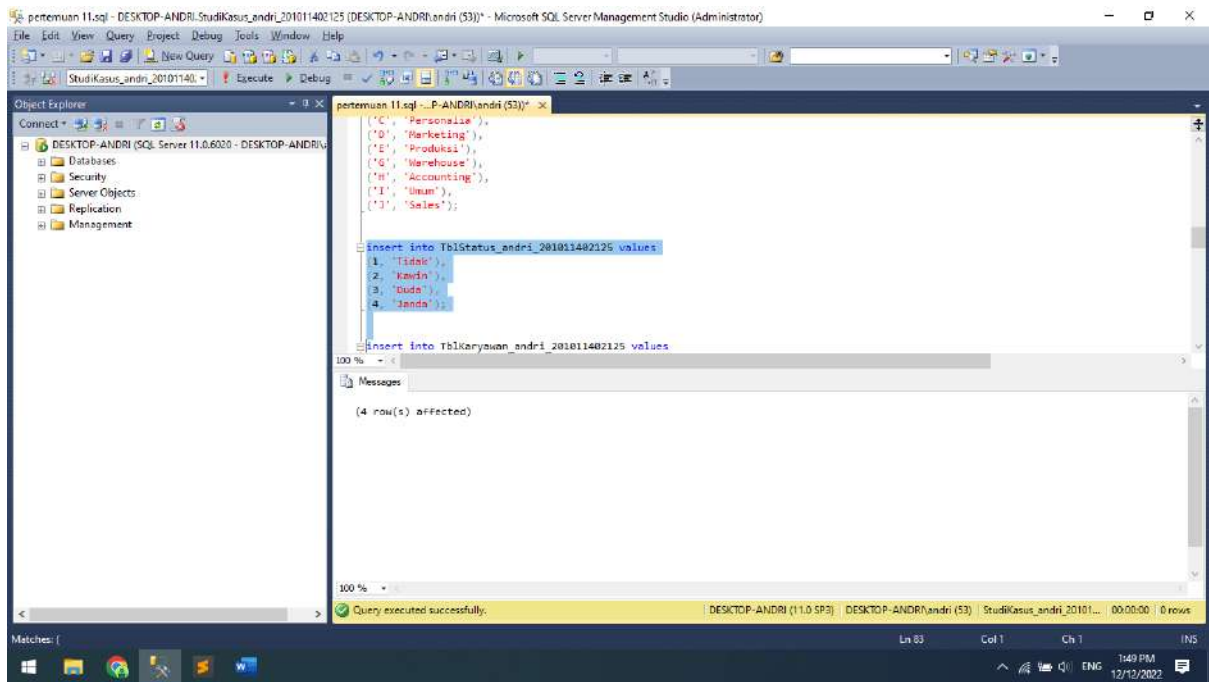 pertemuan 11.sql - DESKTOP-ANDRI.StudiKasus_andri_201011402125 (DESKTOP-ANDRI\andri (53))* - Microsoft SQL Server Management Studio (Administrator)
File Edit View Query Project Debug Tools Window Help
New Query
StudiKasus_andri_20101140. Execute Debug
Object Explorer
pertemuan 11.sql -...P-ANDRI\andri (53))*
Connect
DESKTOP-ANDRI (SQL Server 11.0.6020 - DESKTOP-ANDRI\
Databases
Security
Server Objects
Replication
Management
('C', 'Personalia'),
('D', 'Marketing'),
('E', 'Produksi'),
('G', 'Warehouse'),
('H', 'Accounting'),
('I', 'Umum'),
('J', 'Sales');
insert into TblStatus_andri_201011402125 values
(1, 'Tidak'),
(2, 'Kawin'),
(3, 'Duda'),
(4, 'Janda');
insert into TblKaryawan_andri_201011402125 values
100 %
Messages
(4 row(s) affected)
100 %
Query executed successfully. DESKTOP-ANDRI (11.0 SP3) DESKTOP-ANDRI\andri (53) StudiKasus_andri_20101... 00:00:00 0 rows
Matches: ( Ln 83 Col 1 Ch 1 INS
ENG 1:49 PM
12/12/2022